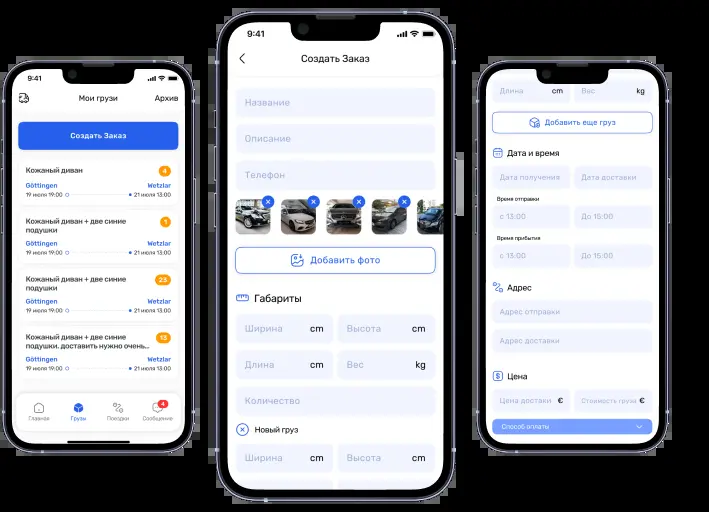 9:41
Мои грузи
Архив
Создать Заказ
Кожаный диван
4
Göttingen
Wetzlar
19 июля 19:00
21 июля 13:00
Кожаный диван + две синие
подушки
1
Göttingen
Wetzlar
19 июля 19:00
21 июля 13:00
Кожаный диван + две синие
подушки
23
Göttingen
Wetzlar
19 июля 19:00
21 июля 13:00
Кожаный диван + две синие
подушки. доставить нужно очень...
13
Göttingen
Wetzlar
19 июля 19:00
21 июля 13:00
Главная
Грузы
Поездки
Сообщение
4
9:41
Создать Заказ
Название
Описание
Телефон
Добавить фото
Габариты
Ширина cm
Высота cm
Длина cm
Вес kg
Количество
Новый груз
Ширина cm
Высота cm
Длина cm
Вес kg
Добавить еще груз
Дата и время
Дата получения
Дата доставки
Время отправки
с 13:00
До 15:00
Время прибытия
с 13:00
До 15:00
Адрес
Адрес отправки
Адрес доставки
Цена
Цена доставки €
Стоимость груза €
Способ оплаты